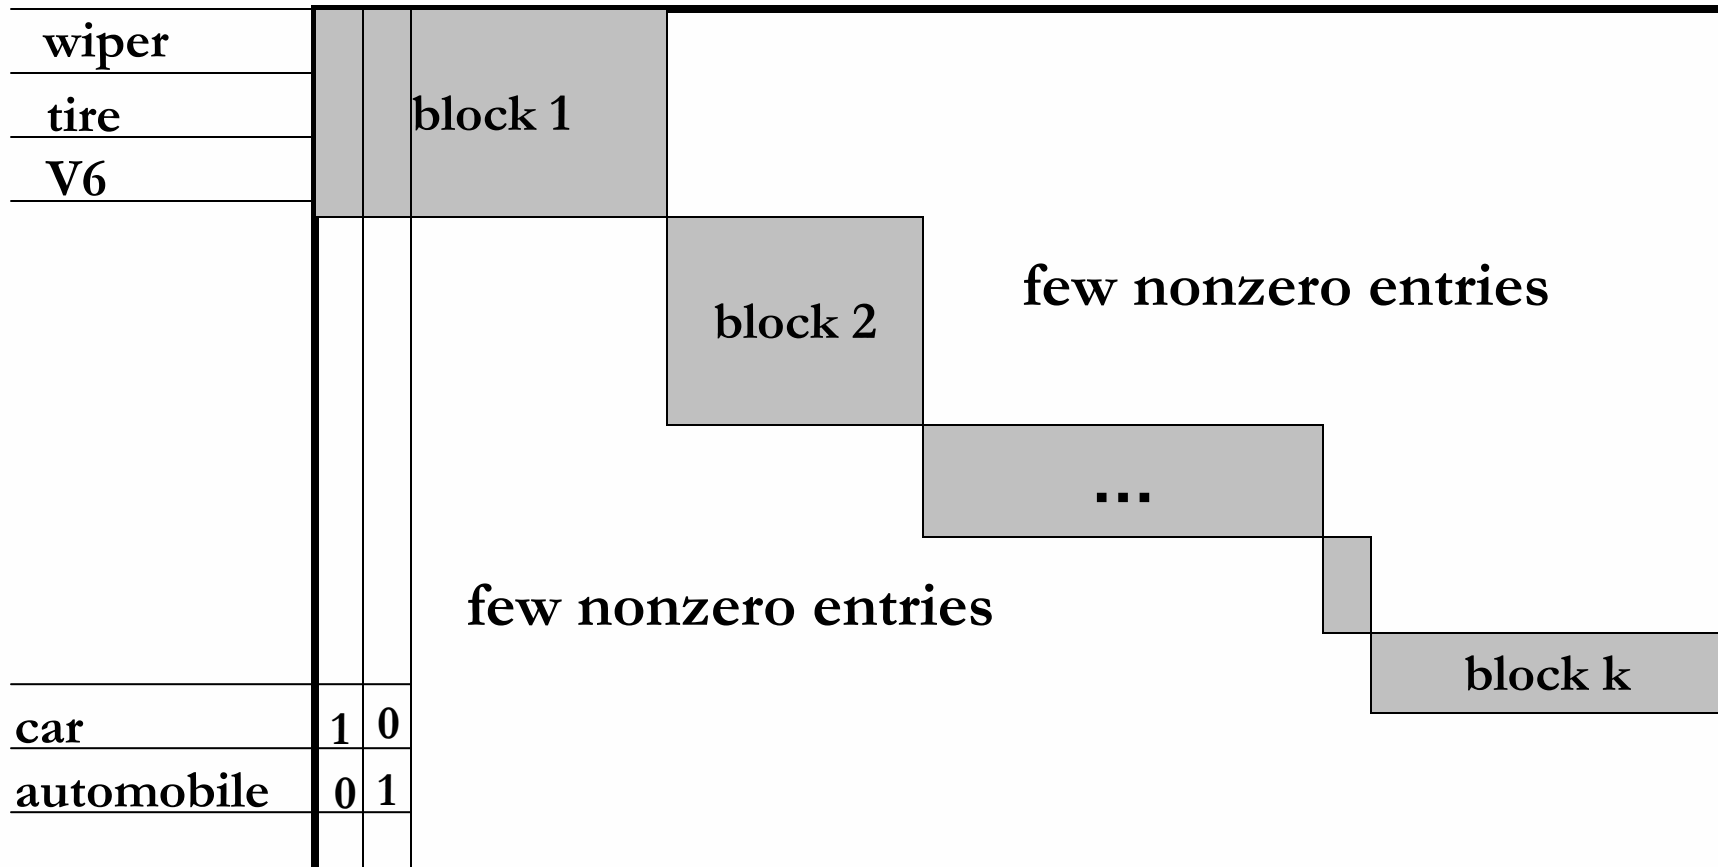 wiper
tire
V6
block 1
block 2
few nonzero entries
...
few nonzero entries
block k
car 1 0
automobile 0 1